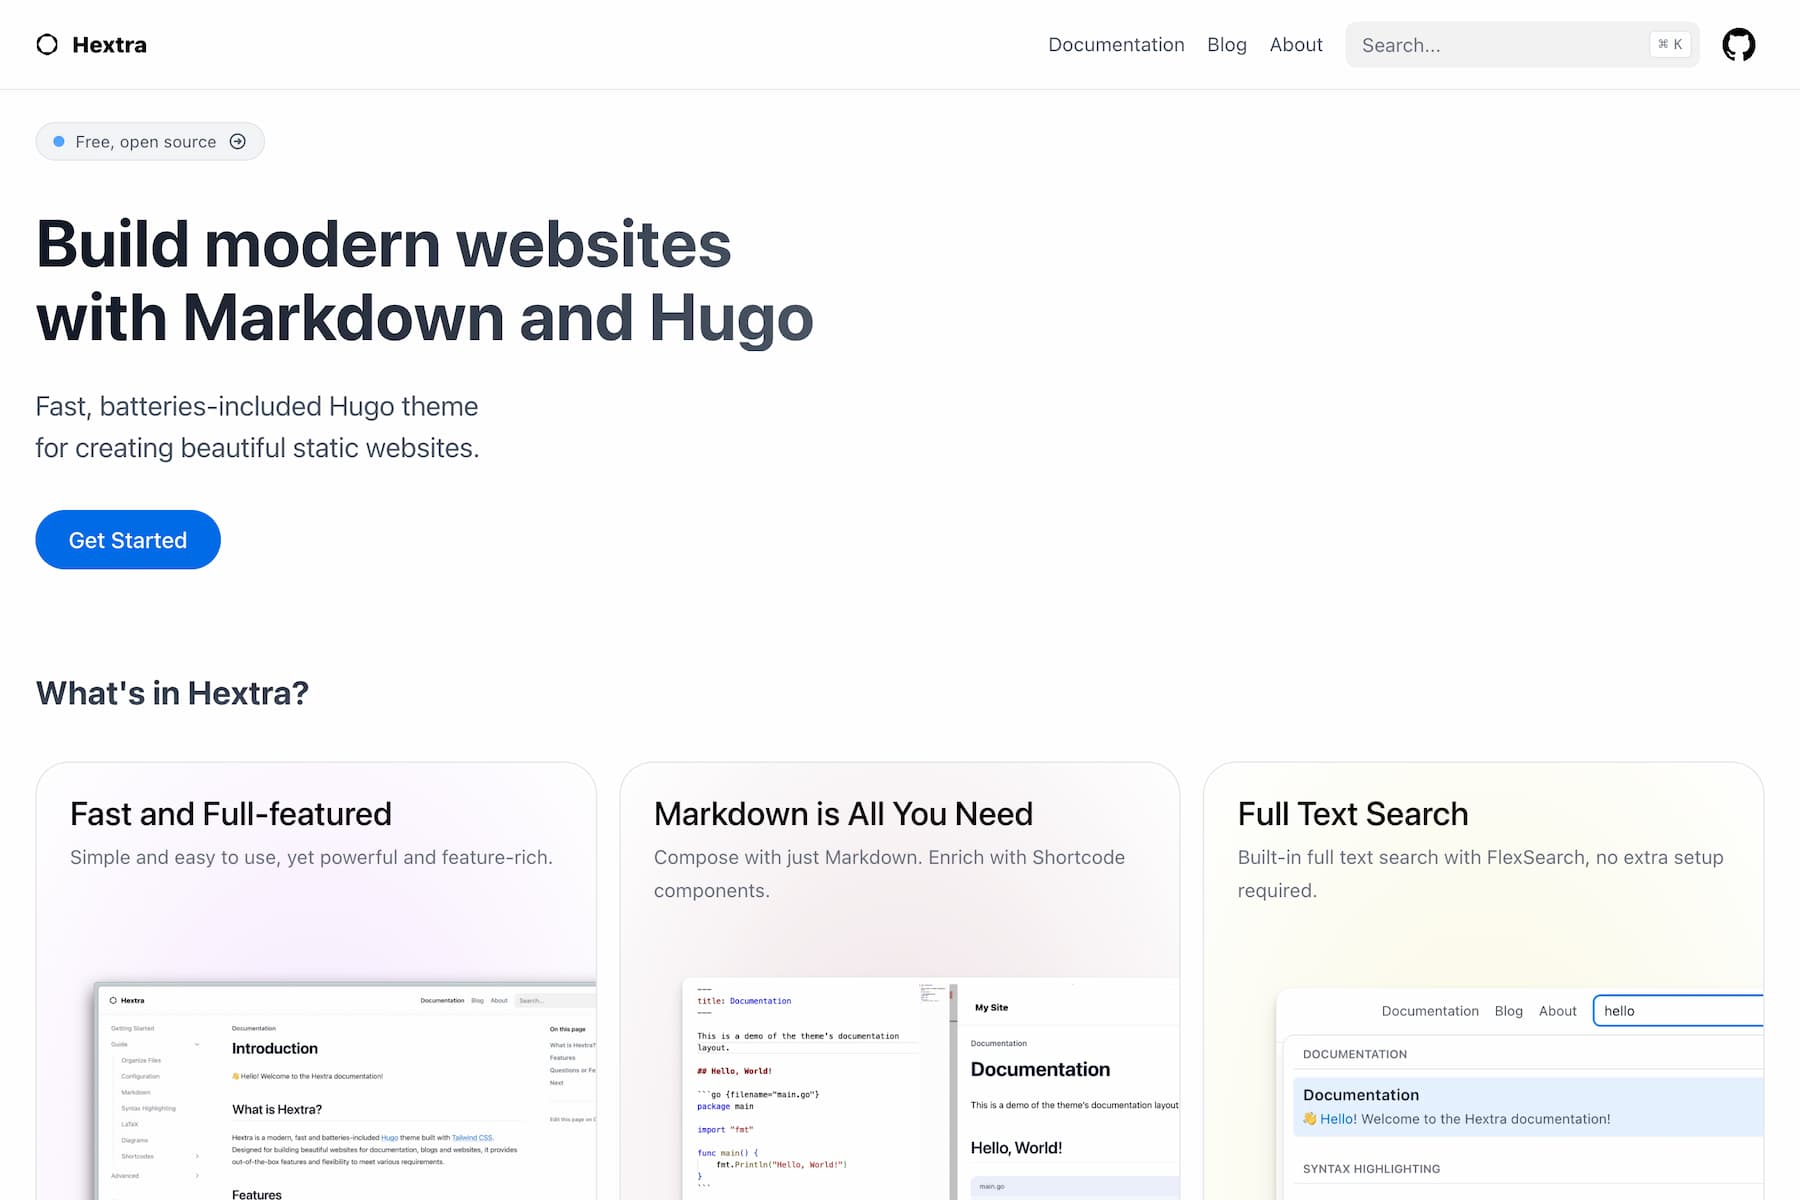 Hextra
Documentation Blog About Search... ⌘ K
Free, open source
Build modern websites
with Markdown and Hugo
Fast, batteries-included Hugo theme
for creating beautiful static websites.
Get Started
What's in Hextra?
Fast and Full-featured
Simple and easy to use, yet powerful and feature-rich.
Hextra
Documentation Blog About Search...
Getting Started
Guide
Organize Files
Configuration
Markdown
Syntax Highlighting
LaTeX
Diagrams
Shortcodes
Advanced
Documentation
Introduction
👋 Hello! Welcome to the Hextra documentation!
What is Hextra?
Hextra is a modern, fast and batteries-included Hugo theme built with Tailwind CSS.
Designed for building beautiful websites for documentation, blogs and websites, it provides
out-of-the-box features and flexibility to meet various requirements.
Features
On this page
What is Hextra?
Features
Questions or Fe
Next
Edit this page on G
Markdown is All You Need
Compose with just Markdown. Enrich with Shortcode
components.
---
title: Documentation
---
This is a demo of the theme's documentation
layout.
## Hello, World!
```go {filename="main.go"}
package main
import "fmt"
func main() {
fmt.Println("Hello, World!")
}
```
My Site
Documentation
Documentation
This is a demo of the theme's documentation layout
Hello, World!
main.go
Full Text Search
Built-in full text search with FlexSearch, no extra setup
required.
Documentation Blog About hello
DOCUMENTATION
Documentation
👋 Hello! Welcome to the Hextra documentation!
SYNTAX HIGHLIGHTING